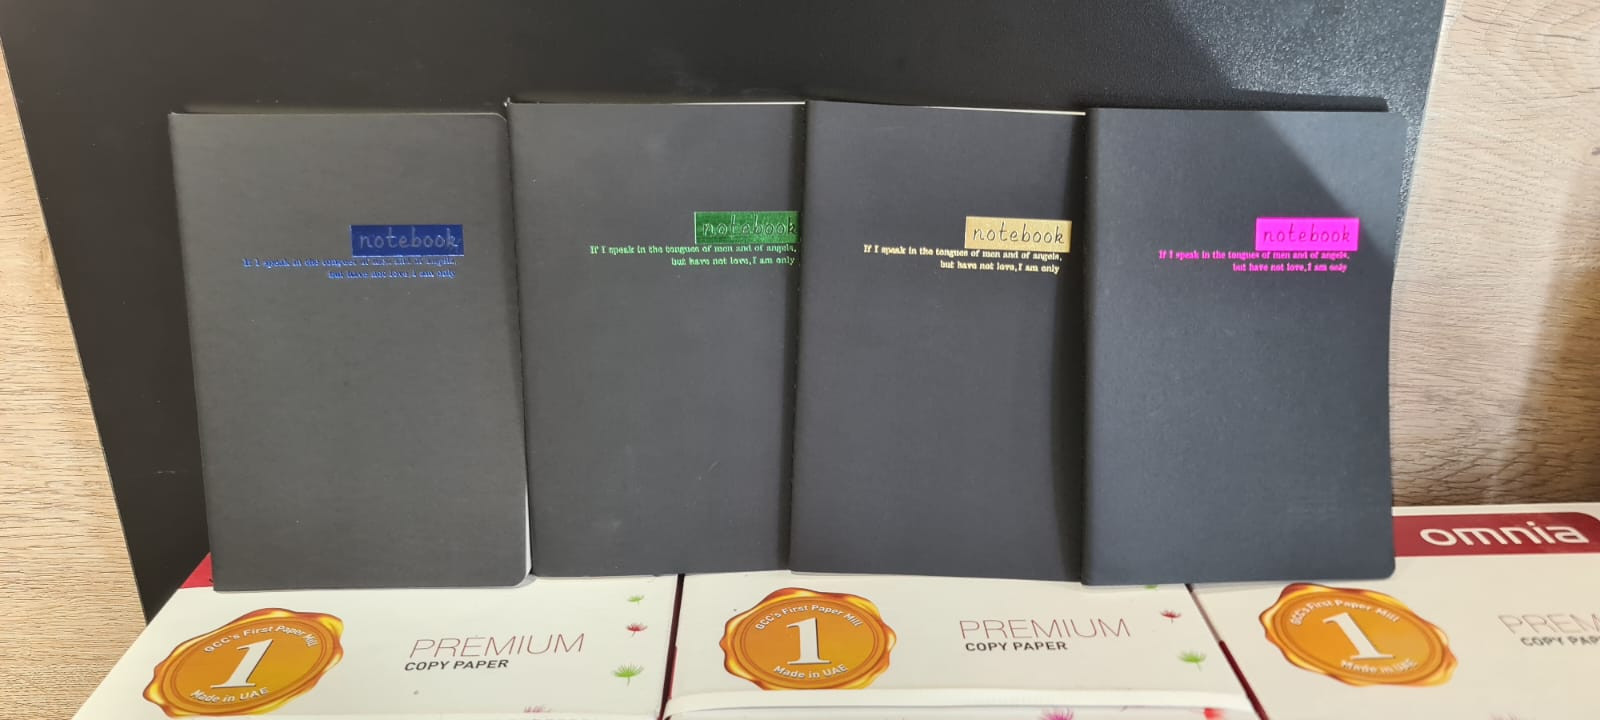 notebook
If I speak in the tongues of men and of angels,
but have not love, I am only
notebook
If I speak in the tongues of men and of angels,
but have not love, I am only
notebook
If I speak in the tongues of men and of angels,
but have not love, I am only
notebook
If I speak in the tongues of men and of angels,
but have not love, I am only
omnia
GCC's First Paper Mill
1
Made in UAE
PREMIUM
COPY PAPER
GCC's First Paper Mill
1
Made in UAE
PREMIUM
COPY PAPER
GCC's First Paper Mill
1
Made in UAE
PREM
COPY PAP